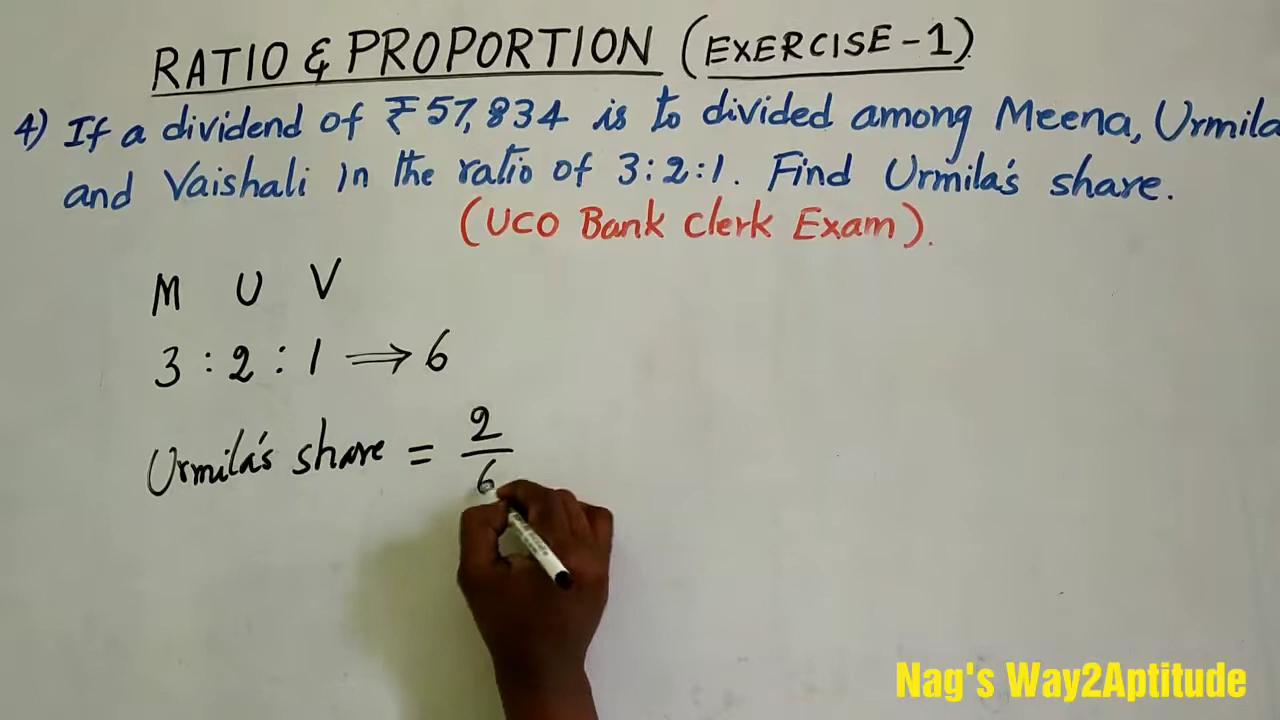 RATIO & PROPORTION (EXERCISE-1)
4) If a dividend of ₹57,834 is to divided among Meena, Urmila
and Vaishali in the ratio of 3:2:1. Find Urmila's share.
(UCO Bank Clerk Exam).
M U V
3 : 2 : 1 ⟹ 6
Urmila's share = 2
6
Nag's Way2Aptitude